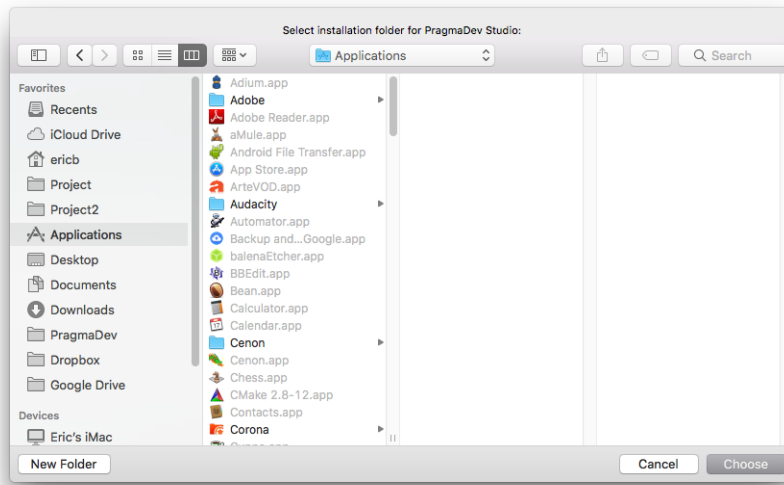 Select installation folder for PragmaDev Studio:
Applications
Search
Favorites
Recents
iCloud Drive
ericb
Project
Project2
Applications
Desktop
Documents
Downloads
PragmaDev
Dropbox
Google Drive
Devices
Eric's iMac
Adium.app
Adobe
Adobe Reader.app
aMule.app
Android File Transfer.app
App Store.app
ArteVOD.app
Audacity
Automator.app
Backup and...Google.app
balenaEtcher.app
BBEdit.app
Bean.app
Calculator.app
Calendar.app
Cenon
Cenon.app
Chess.app
CMake 2.8-12.app
Contacts.app
Corona
New Folder
Cancel
Choose